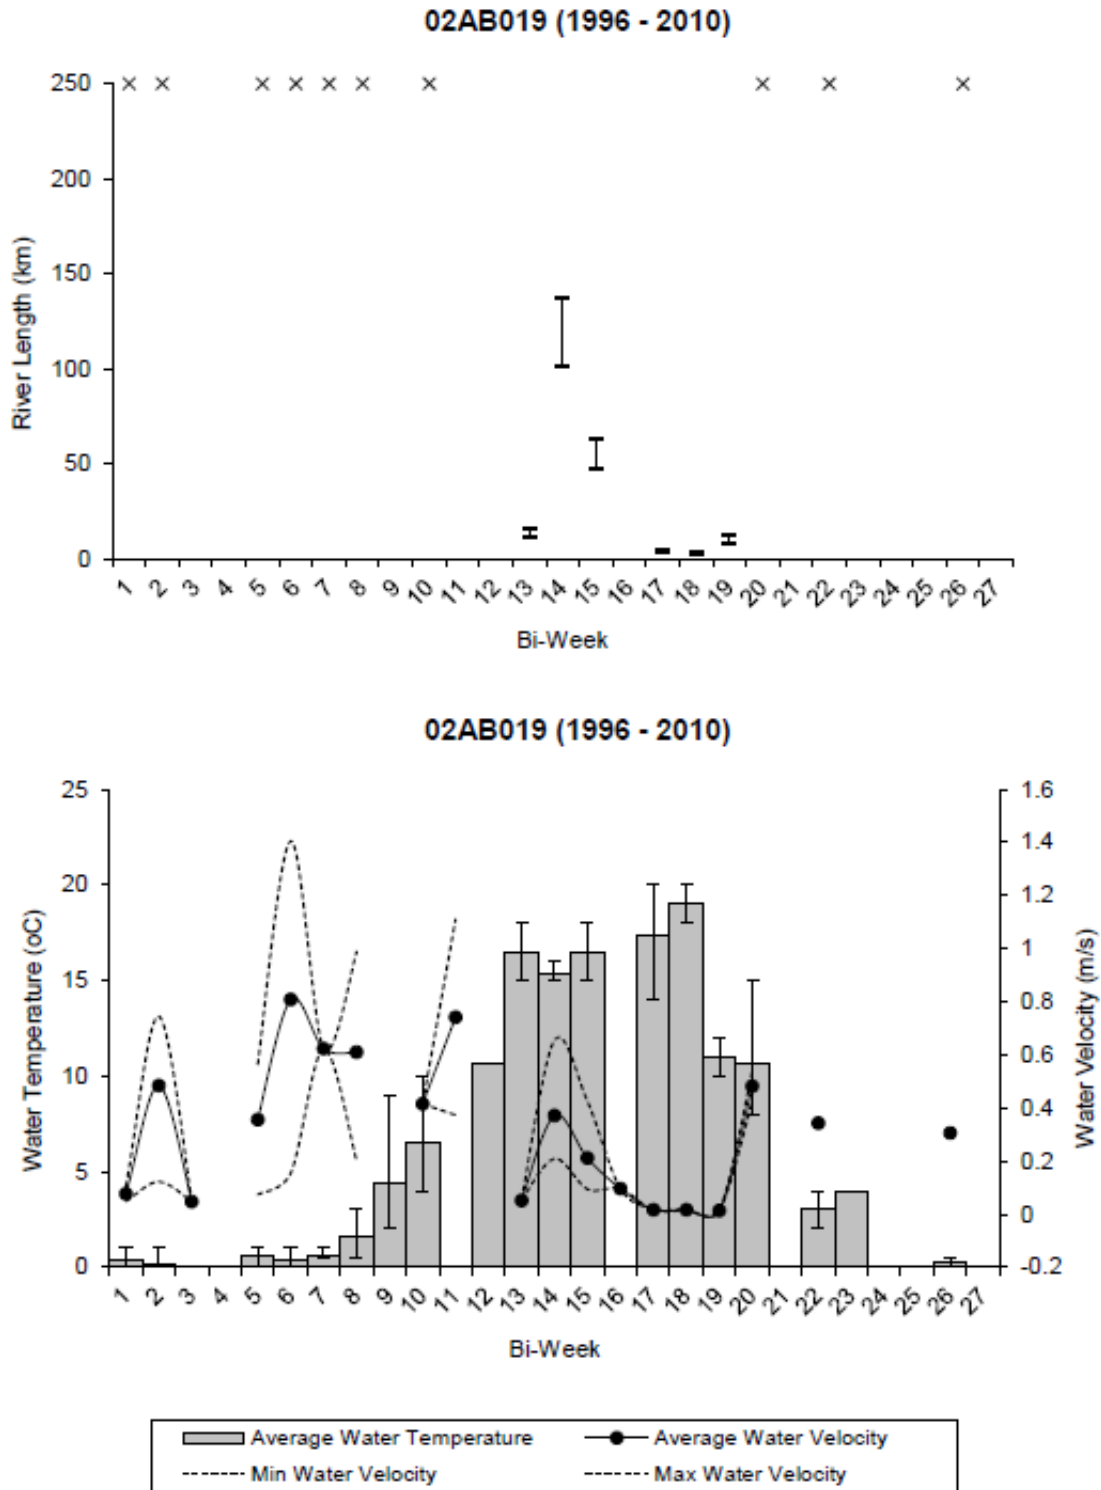 02AB019 (1996 - 2010)
250
200
150
100
50
0
River Length (km)
1 2 3 4 5 6 7 8 9 10 11 12 13 14 15 16 17 18 19 20 21 22 23 24 25 26 27
Bi-Week
02AB019 (1996 - 2010)
25
20
15
10
5
0
Water Temperature (oC)
1.6
1.4
1.2
1
0.8
0.6
0.4
0.2
0
-0.2
Water Velocity (m/s)
1 2 3 4 5 6 7 8 9 10 11 12 13 14 15 16 17 18 19 20 21 22 23 24 25 26 27
Bi-Week
Average Water Temperature
Average Water Velocity
Min Water Velocity
Max Water Velocity